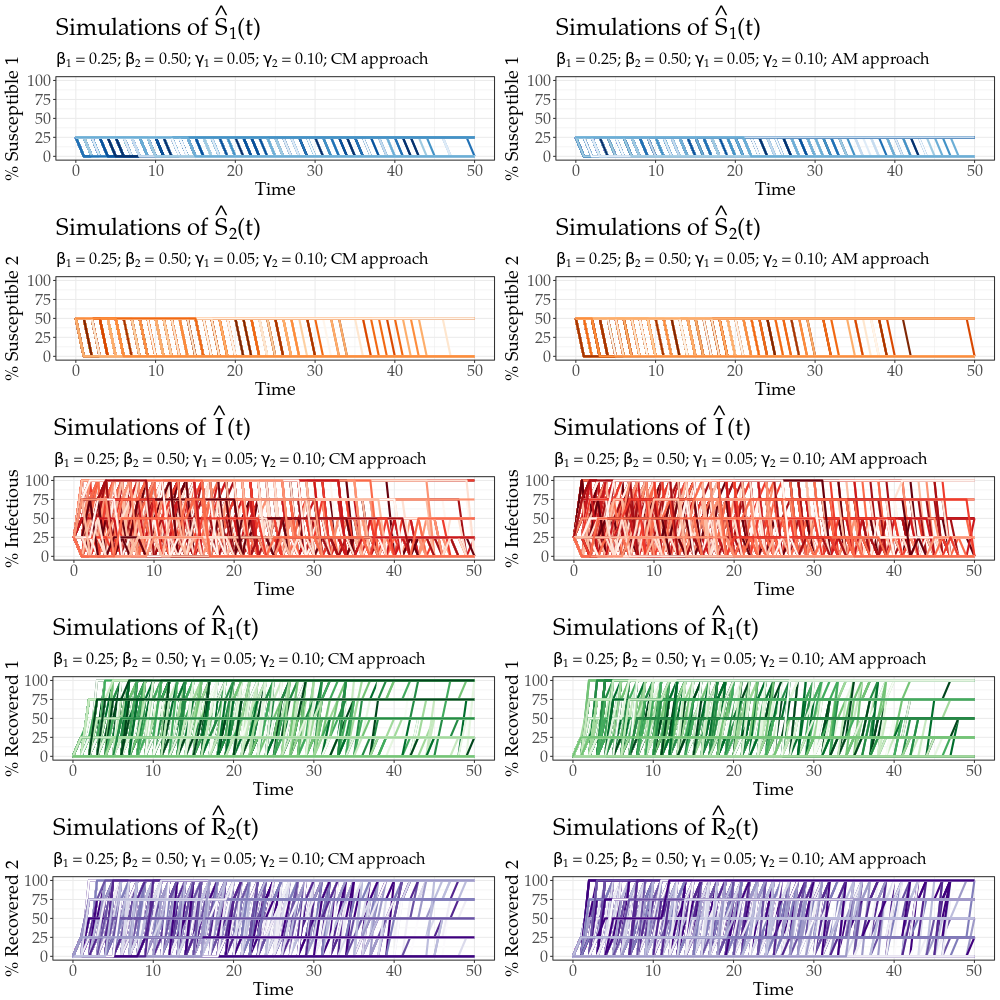 Simulations of Ŝ₁(t)
β₁ = 0.25; β₂ = 0.50; γ₁ = 0.05; γ₂ = 0.10; CM approach
% Susceptible 1
100
75
50
25
0
0 10 20 30 40 50
Time
Simulations of Ŝ₁(t)
β₁ = 0.25; β₂ = 0.50; γ₁ = 0.05; γ₂ = 0.10; AM approach
% Susceptible 1
100
75
50
25
0
0 10 20 30 40 50
Time
Simulations of Ŝ₂(t)
β₁ = 0.25; β₂ = 0.50; γ₁ = 0.05; γ₂ = 0.10; CM approach
% Susceptible 2
100
75
50
25
0
0 10 20 30 40 50
Time
Simulations of Ŝ₂(t)
β₁ = 0.25; β₂ = 0.50; γ₁ = 0.05; γ₂ = 0.10; AM approach
% Susceptible 2
100
75
50
25
0
0 10 20 30 40 50
Time
Simulations of Î(t)
β₁ = 0.25; β₂ = 0.50; γ₁ = 0.05; γ₂ = 0.10; CM approach
% Infectious
100
75
50
25
0
0 10 20 30 40 50
Time
Simulations of Î(t)
β₁ = 0.25; β₂ = 0.50; γ₁ = 0.05; γ₂ = 0.10; AM approach
% Infectious
100
75
50
25
0
0 10 20 30 40 50
Time
Simulations of R̂₁(t)
β₁ = 0.25; β₂ = 0.50; γ₁ = 0.05; γ₂ = 0.10; CM approach
% Recovered 1
100
75
50
25
0
0 10 20 30 40 50
Time
Simulations of R̂₁(t)
β₁ = 0.25; β₂ = 0.50; γ₁ = 0.05; γ₂ = 0.10; AM approach
% Recovered 1
100
75
50
25
0
0 10 20 30 40 50
Time
Simulations of R̂₂(t)
β₁ = 0.25; β₂ = 0.50; γ₁ = 0.05; γ₂ = 0.10; CM approach
% Recovered 2
100
75
50
25
0
0 10 20 30 40 50
Time
Simulations of R̂₂(t)
β₁ = 0.25; β₂ = 0.50; γ₁ = 0.05; γ₂ = 0.10; AM approach
% Recovered 2
100
75
50
25
0
0 10 20 30 40 50
Time